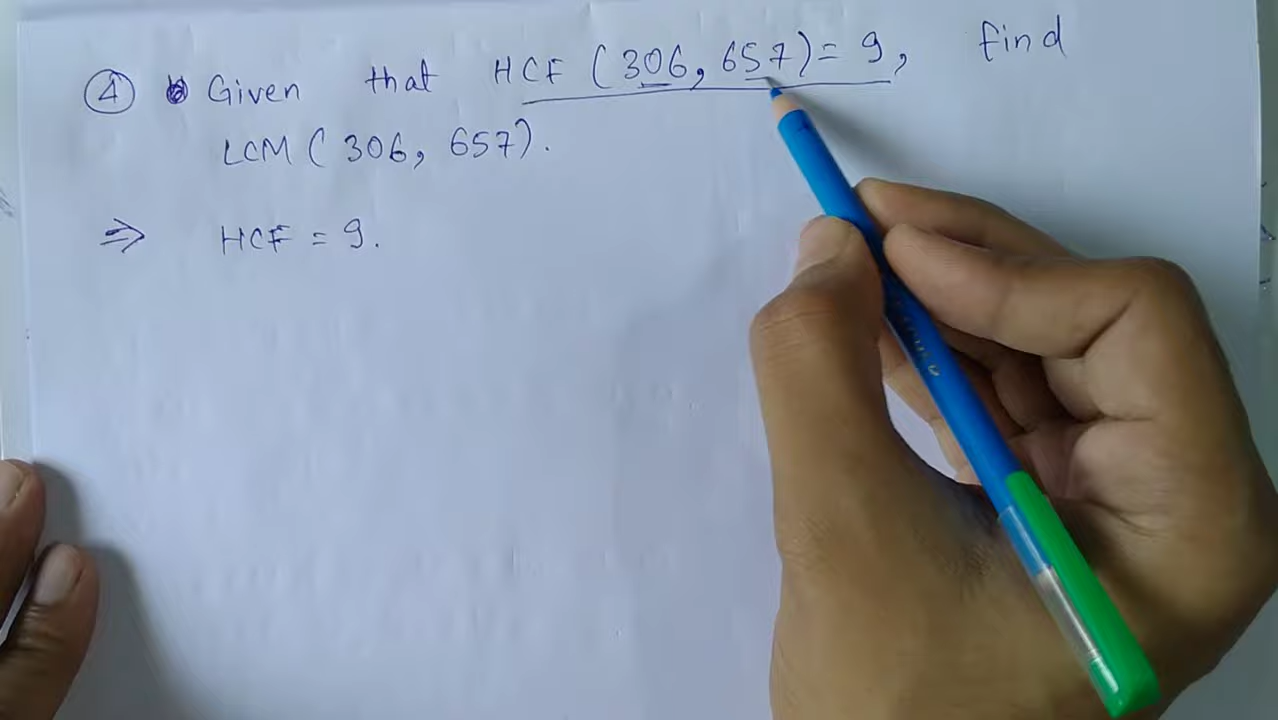 ④ Given that HCF (306, 657) = 9, find
LCM (306, 657).
⇒ HCF = 9.